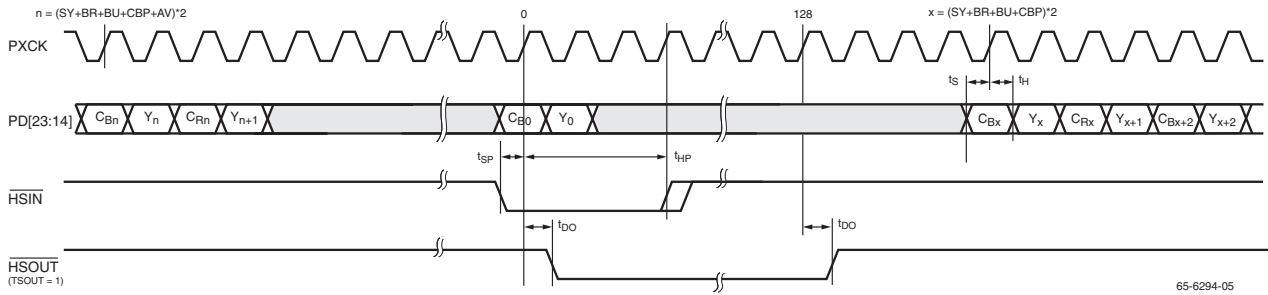 n = (SY+BR+BU+CBP+AV)*2
0
128
x = (SY+BR+BU+CBP)*2
PXCK
tS
tH
PD[23:14]
CBn
Yn
CRn
Yn+1
CB0
Y0
CBx
Yx
CRx
Yx+1
CBx+2
Yx+2
tSP
tHP
HSIN
tDO
tDO
HSOUT
(TSOUT = 1)
65-6294-05